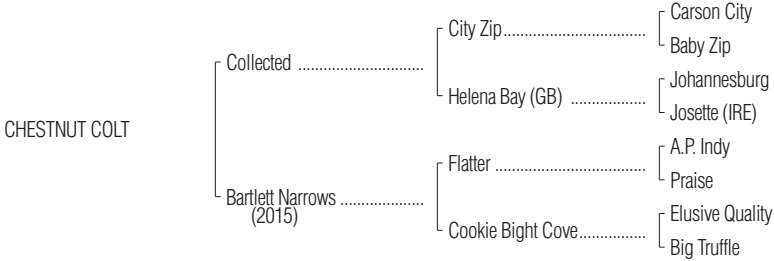 Carson City
City Zip................................
Baby Zip
Collected ............................
Johannesburg
Helena Bay (GB) .................
Josette (IRE)
CHESTNUT COLT
A.P. Indy
Flatter ..................................
Praise
Bartlett Narrows ...................
(2015)
Elusive Quality
Cookie Bight Cove...............
Big Truffle